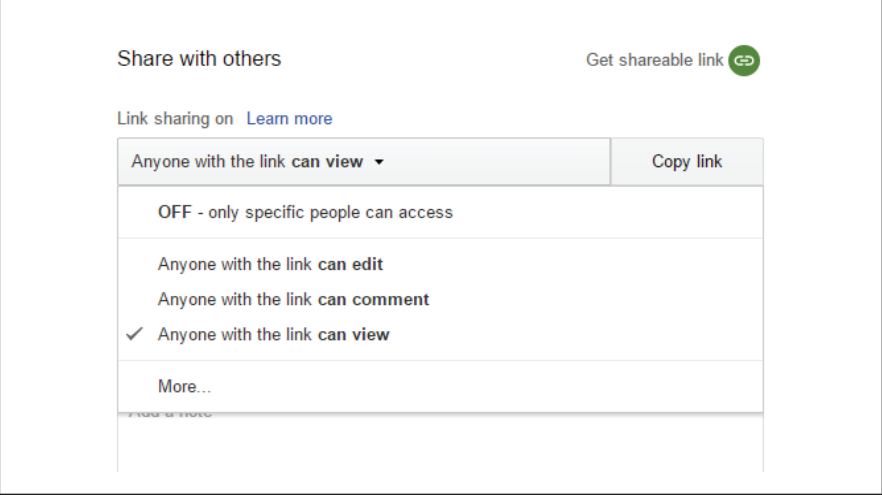 Share with others
Get shareable link
Link sharing on Learn more
Anyone with the link can view
Copy link
OFF - only specific people can access
Anyone with the link can edit
Anyone with the link can comment
Anyone with the link can view
More...
Add a note